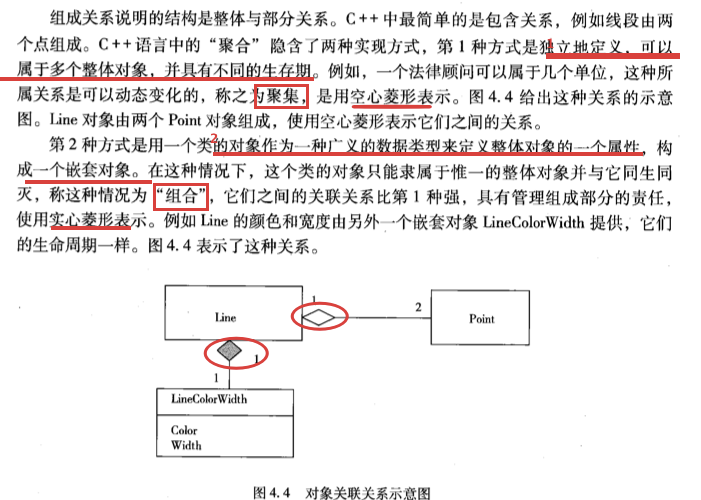 组成关系说明的结构是整体与部分关系。C++中最简单的是包含关系，例如线段由两
个点组成。C++语言中的“聚合”隐含了两种实现方式，第1种方式是独立地定义，可以
属于多个整体对象，并具有不同的生存期。例如，一个法律顾问可以属于几个单位，这种所
属关系是可以动态变化的，称之为聚集，是用空心菱形表示。图4.4给出这种关系的示意
图。Line对象由两个Point对象组成，使用空心菱形表示它们之间的关系。
第2种方式是用一个类的对象作为一种广义的数据类型来定义整体对象的一个属性，构
成一个嵌套对象。在这种情况下，这个类的对象只能隶属于惟一的整体对象并与它同生同
灭，称这种情况为“组合”，它们之间的关联关系比第1种强，具有管理组成部分的责任，
使用实心菱形表示。例如Line的颜色和宽度由另外一个嵌套对象LineColorWidth提供，它们
的生命周期一样。图4.4表示了这种关系。
1
2
Line
Point
1
1
LineColorWidth
Color
Width
图4.4 对象关联关系示意图